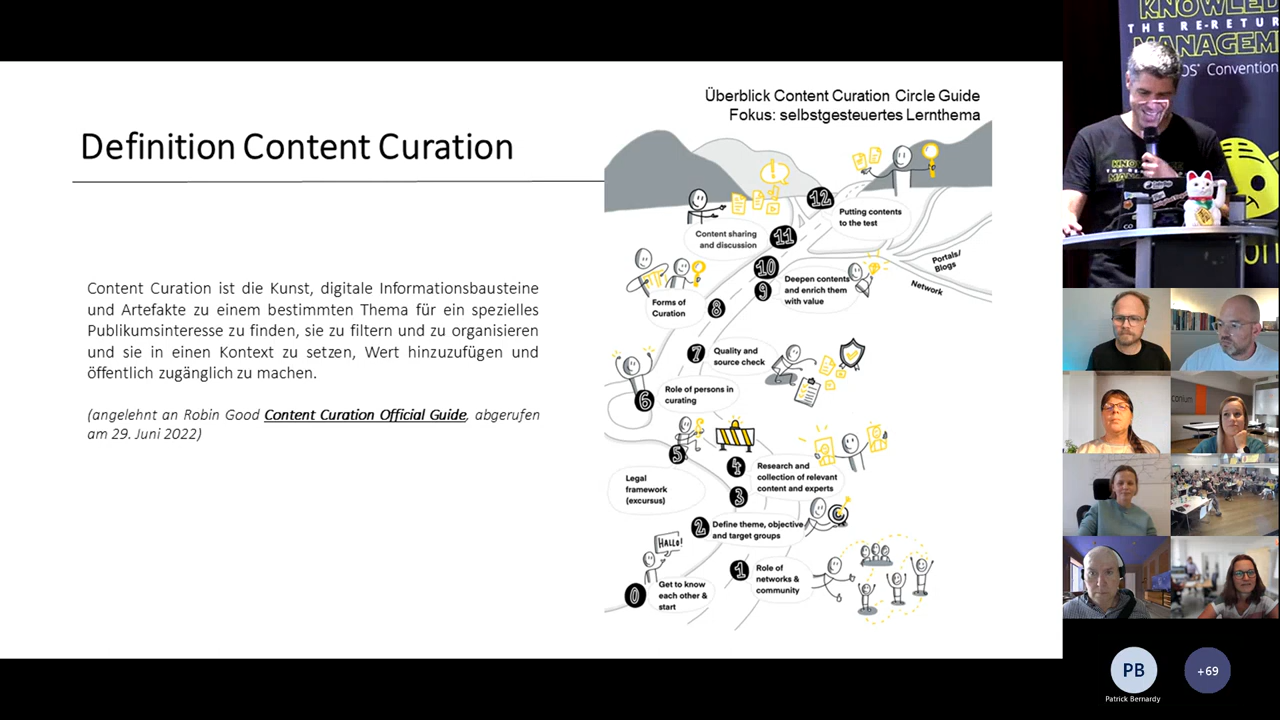 Definition Content Curation
Content Curation ist die Kunst, digitale Informationsbausteine
und Artefakte zu einem bestimmten Thema für ein spezielles
Publikumsinteresse zu finden, sie zu filtern und zu organisieren
und sie in einen Kontext zu setzen, Wert hinzuzufügen und
öffentlich zugänglich zu machen.
(angelehnt an Robin Good Content Curation Official Guide, abgerufen
am 29. Juni 2022)
Überblick Content Curation Circle Guide
Fokus: selbstgesteuertes Lernthema
12
Putting contents
to the test
Content sharing
and discussion
11
10
9
Deepen contents
and enrich them
with value
Portals/
Blogs
Network
Forms of
Curation
8
7
Quality and
source check
6
Role of persons in
curating
5
Legal
framework
(excursus)
4
3
Research and
collection of relevant
content and experts
2
Define theme, objective
and target groups
HALLO!
1
Role of
networks &
community
0
Get to know
each other &
start
KNOWLED
THE RE-RETUR
MANAGEM
OS° Convention
KNOWLEDGE
conium
PB
Patrick Bernardy
+69